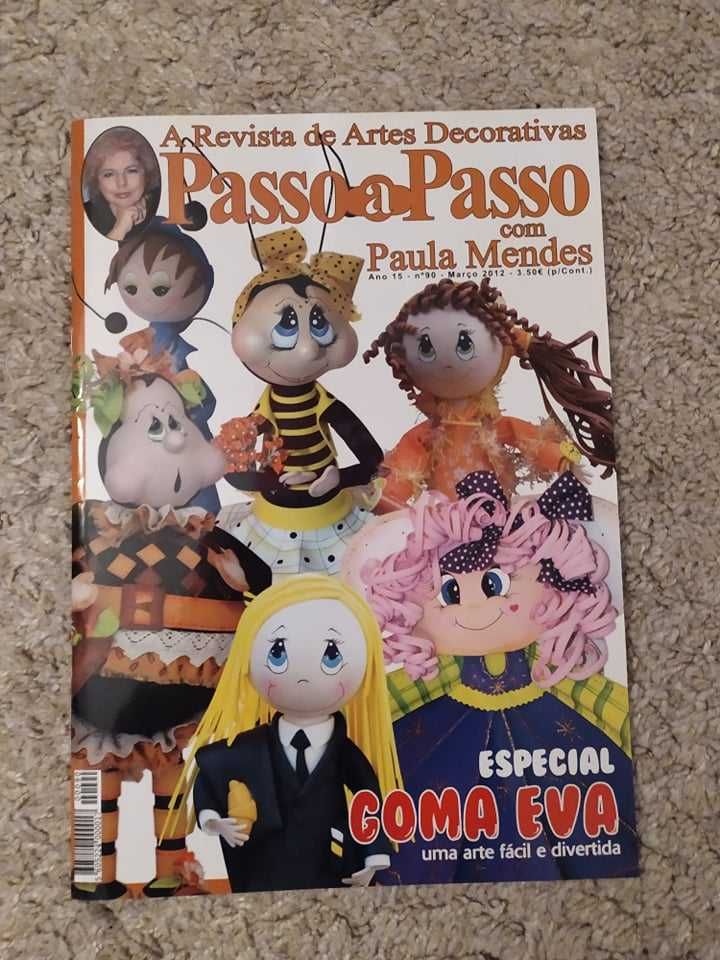 A Revista de Artes Decorativas
Passo a Passo
com
Paula Mendes
Ano 15 - nº90 - Março 2012 - 3.50€ (p/Cont.)
ESPECIAL
GOMA EVA
uma arte fácil e divertida